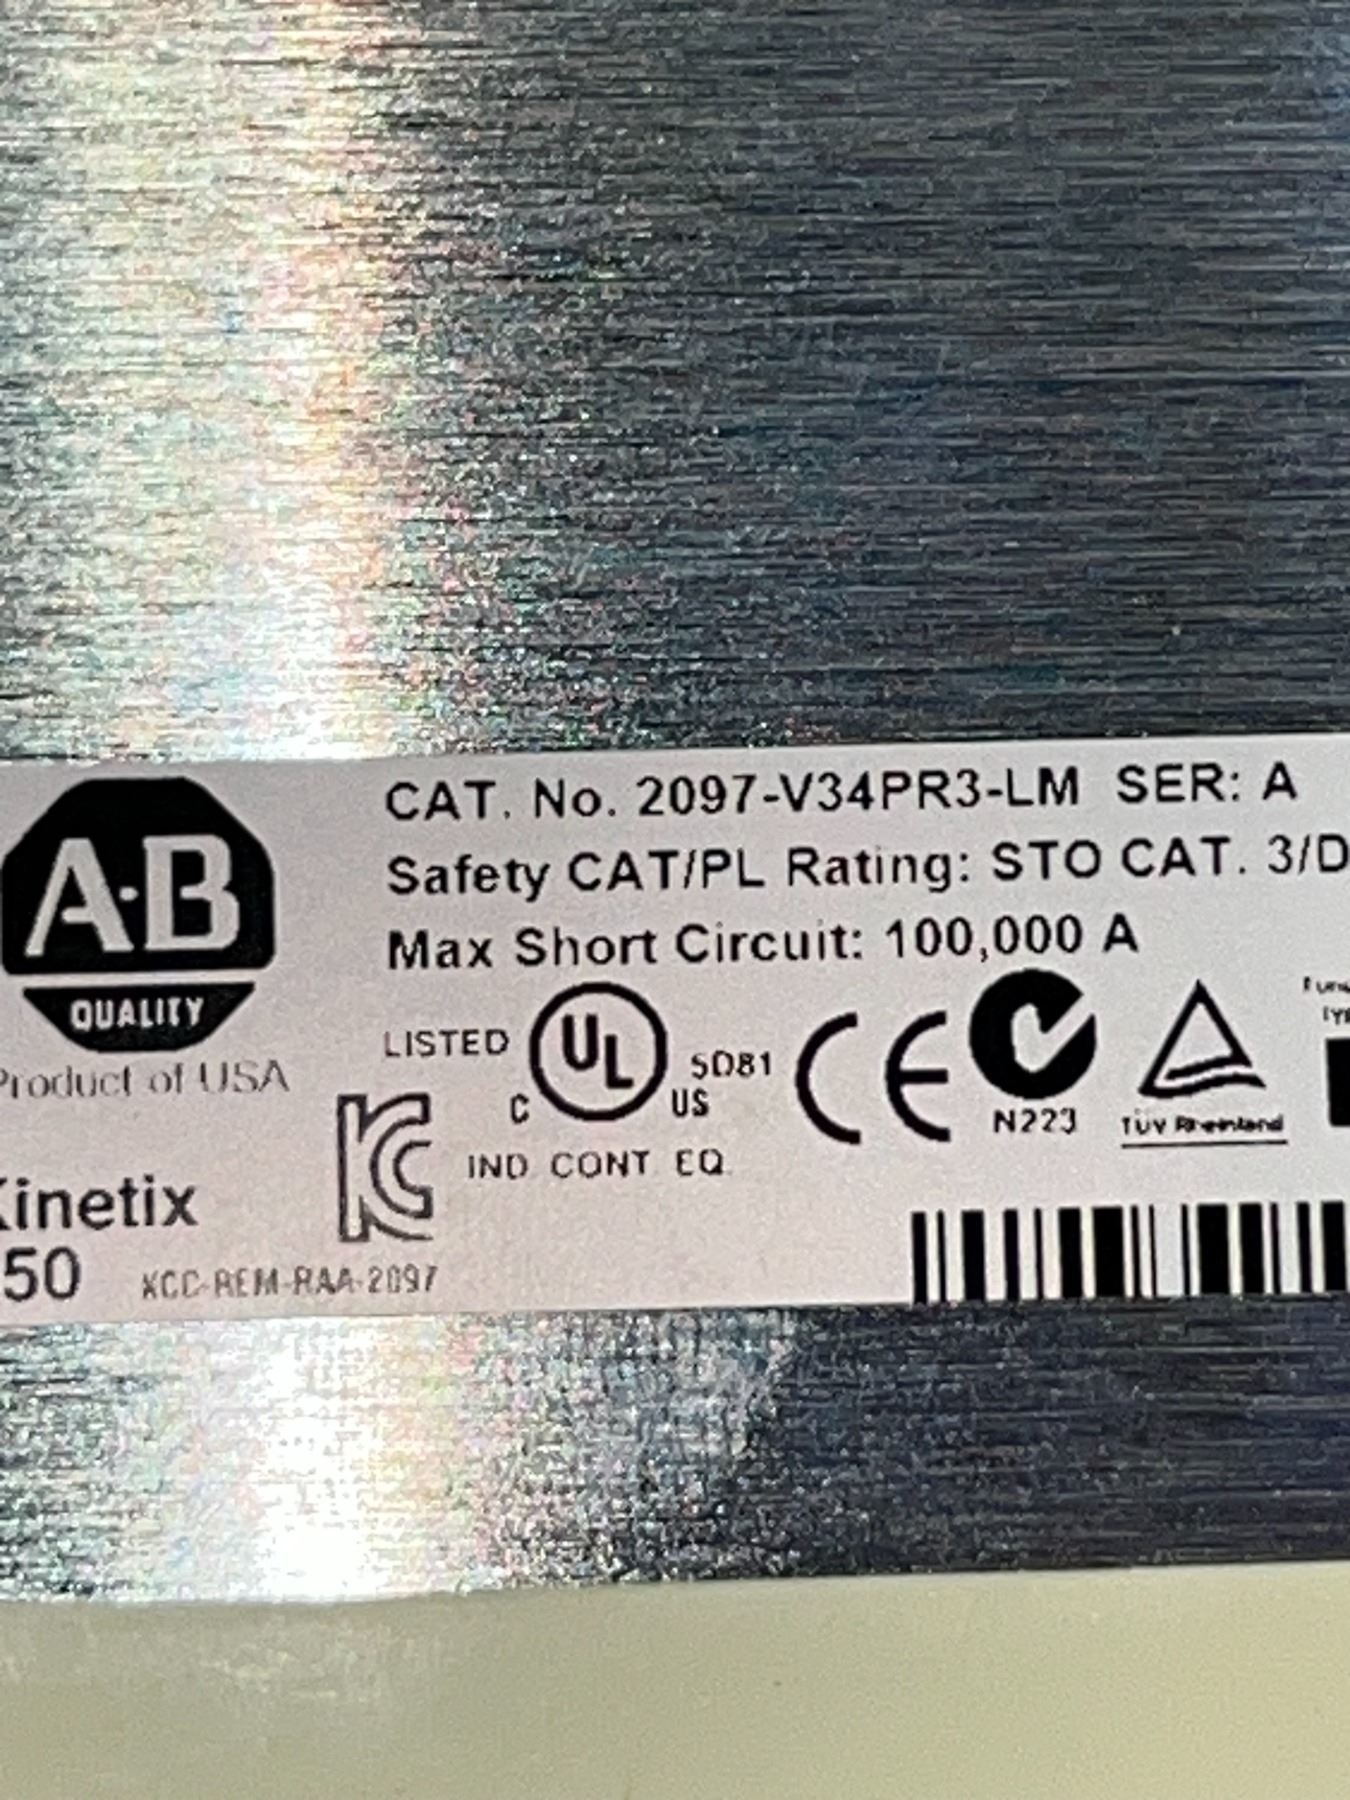 CAT. No. 2097-V34PR3-LM SER: A
A·B
QUALITY
Safety CAT/PL Rating: STO CAT. 3/D
Max Short Circuit: 100,000 A
Product of USA
LISTED
UL
C
US
5D81
CE
N223
TÜV Rheinland
IND CONT EQ
Kinetix
50
XCC-REM-RAA-2097